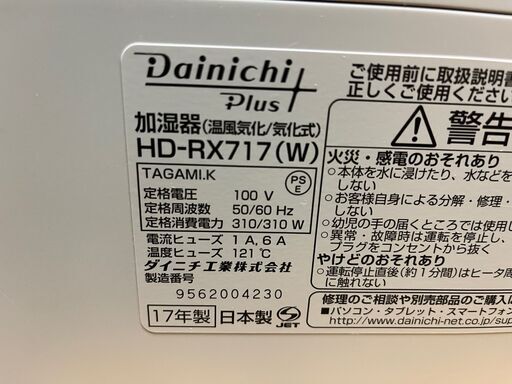 Dainichi
Plus
加湿器(温風気化/気化式)
HD-RX717(W)
TAGAMI.K
PS
E
定格電圧 100 V
定格周波数 50/60 Hz
定格消費電力 310/310 W
電流ヒューズ 1 A, 6 A
温度ヒューズ 121℃
ダイニチ工業株式会社
製造番号
9562004230
17年製 日本製 JET
ご使用前に取扱説明書
正しくご使用ください
警告
火災・感電のおそれあり
○本体を水に浸けたり、水などを
しない
○お客様自身による分解・修理・
しない
○幼児の手の届くところでは使用し
○異常・故障時は運転を停止し、
プラグをコンセントから抜く
やけどのおそれあり
○運転停止直後(約1分間)はヒータ周
に触れない
修理のご相談や別売部品のご購入は
■パソコン・タブレット・スマートフォン
http://www.dainichi-net.co.jp/sup